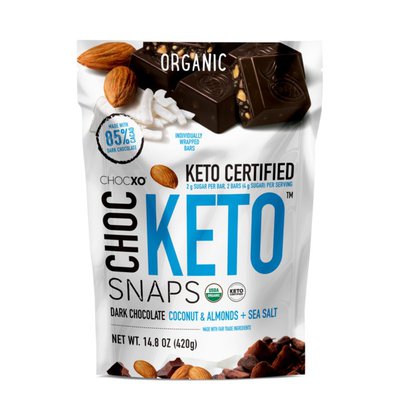 ORGANIC
MADE WITH
85% CACAO
DARK CHOCOLATE
INDIVIDUALLY
WRAPPED
BARS
CHOCXO
KETO CERTIFIED
2 g SUGAR PER BAR, 2 BARS (4 g SUGAR) PER SERVING
CHOC
KETO™
SNAPS
USDA
ORGANIC
KETO
DARK CHOCOLATE COCONUT & ALMONDS + SEA SALT
MADE WITH FAIR TRADE INGREDIENTS
NET WT. 14.8 OZ (420g)